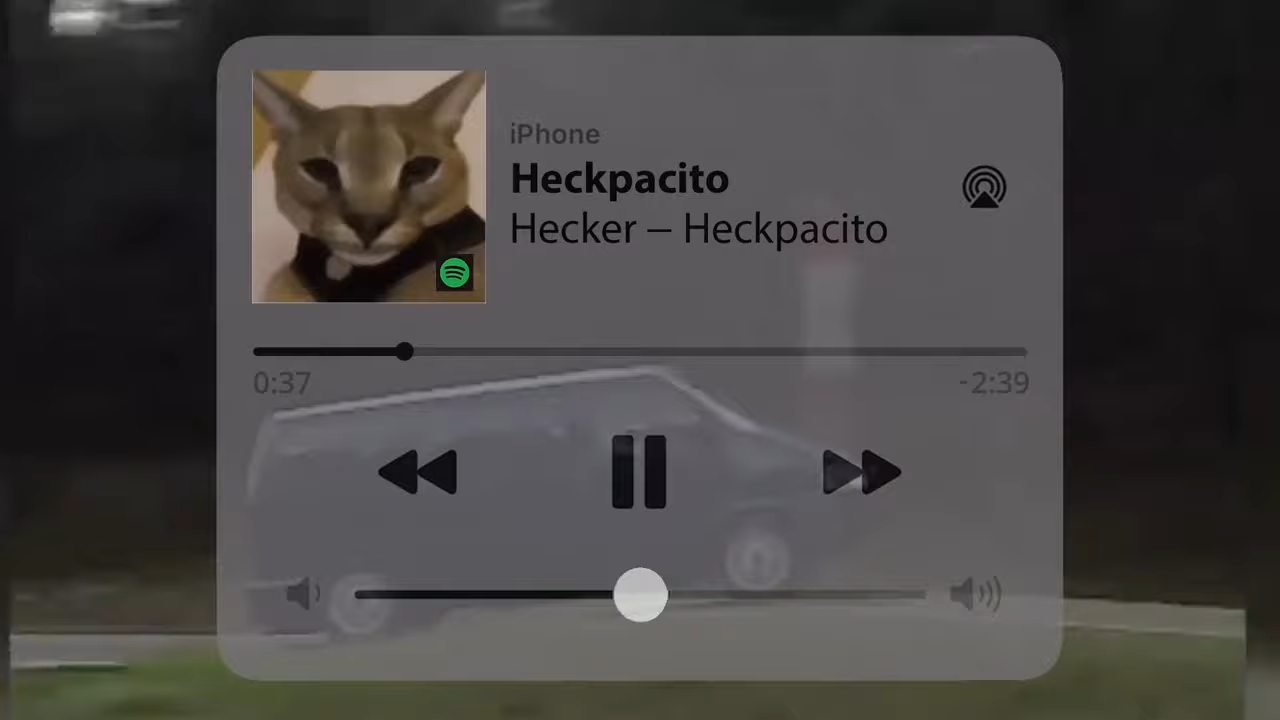 iPhone
Heckpacito
Hecker – Heckpacito
0:37
-2:39